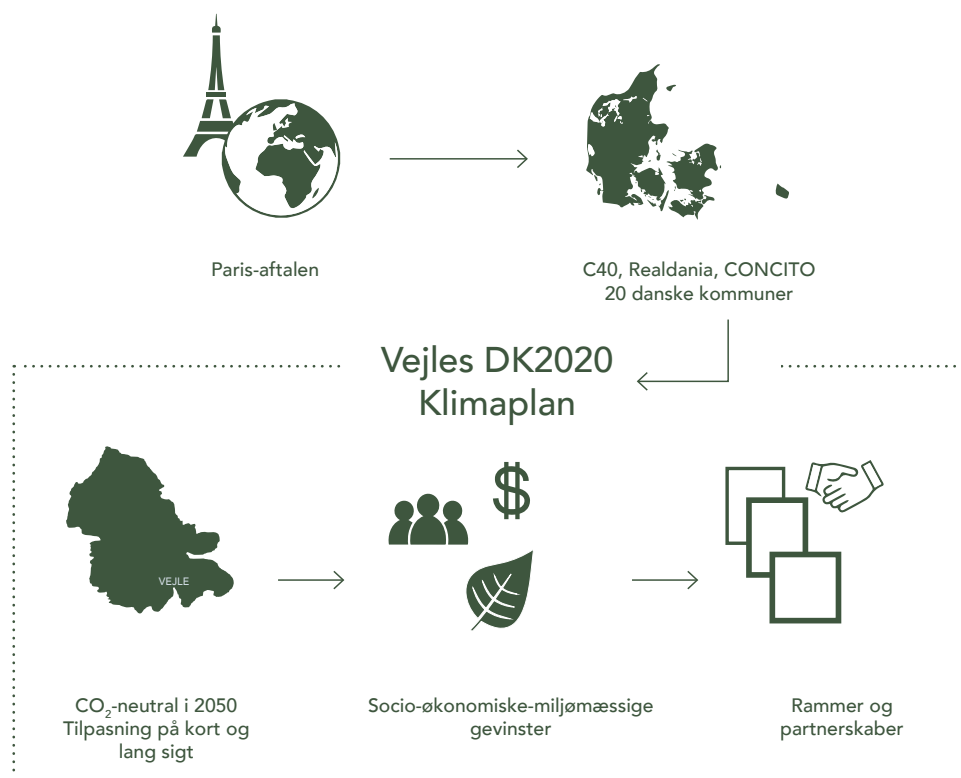 Paris-aftalen
C40, Realdania, CONCITO
20 danske kommuner
Vejles DK2020
Klimaplan
VEJLE
$
CO₂-neutral i 2050
Tilpasning på kort og
lang sigt
Socio-økonomiske-miljømæssige
gevinster
Rammer og
partnerskaber